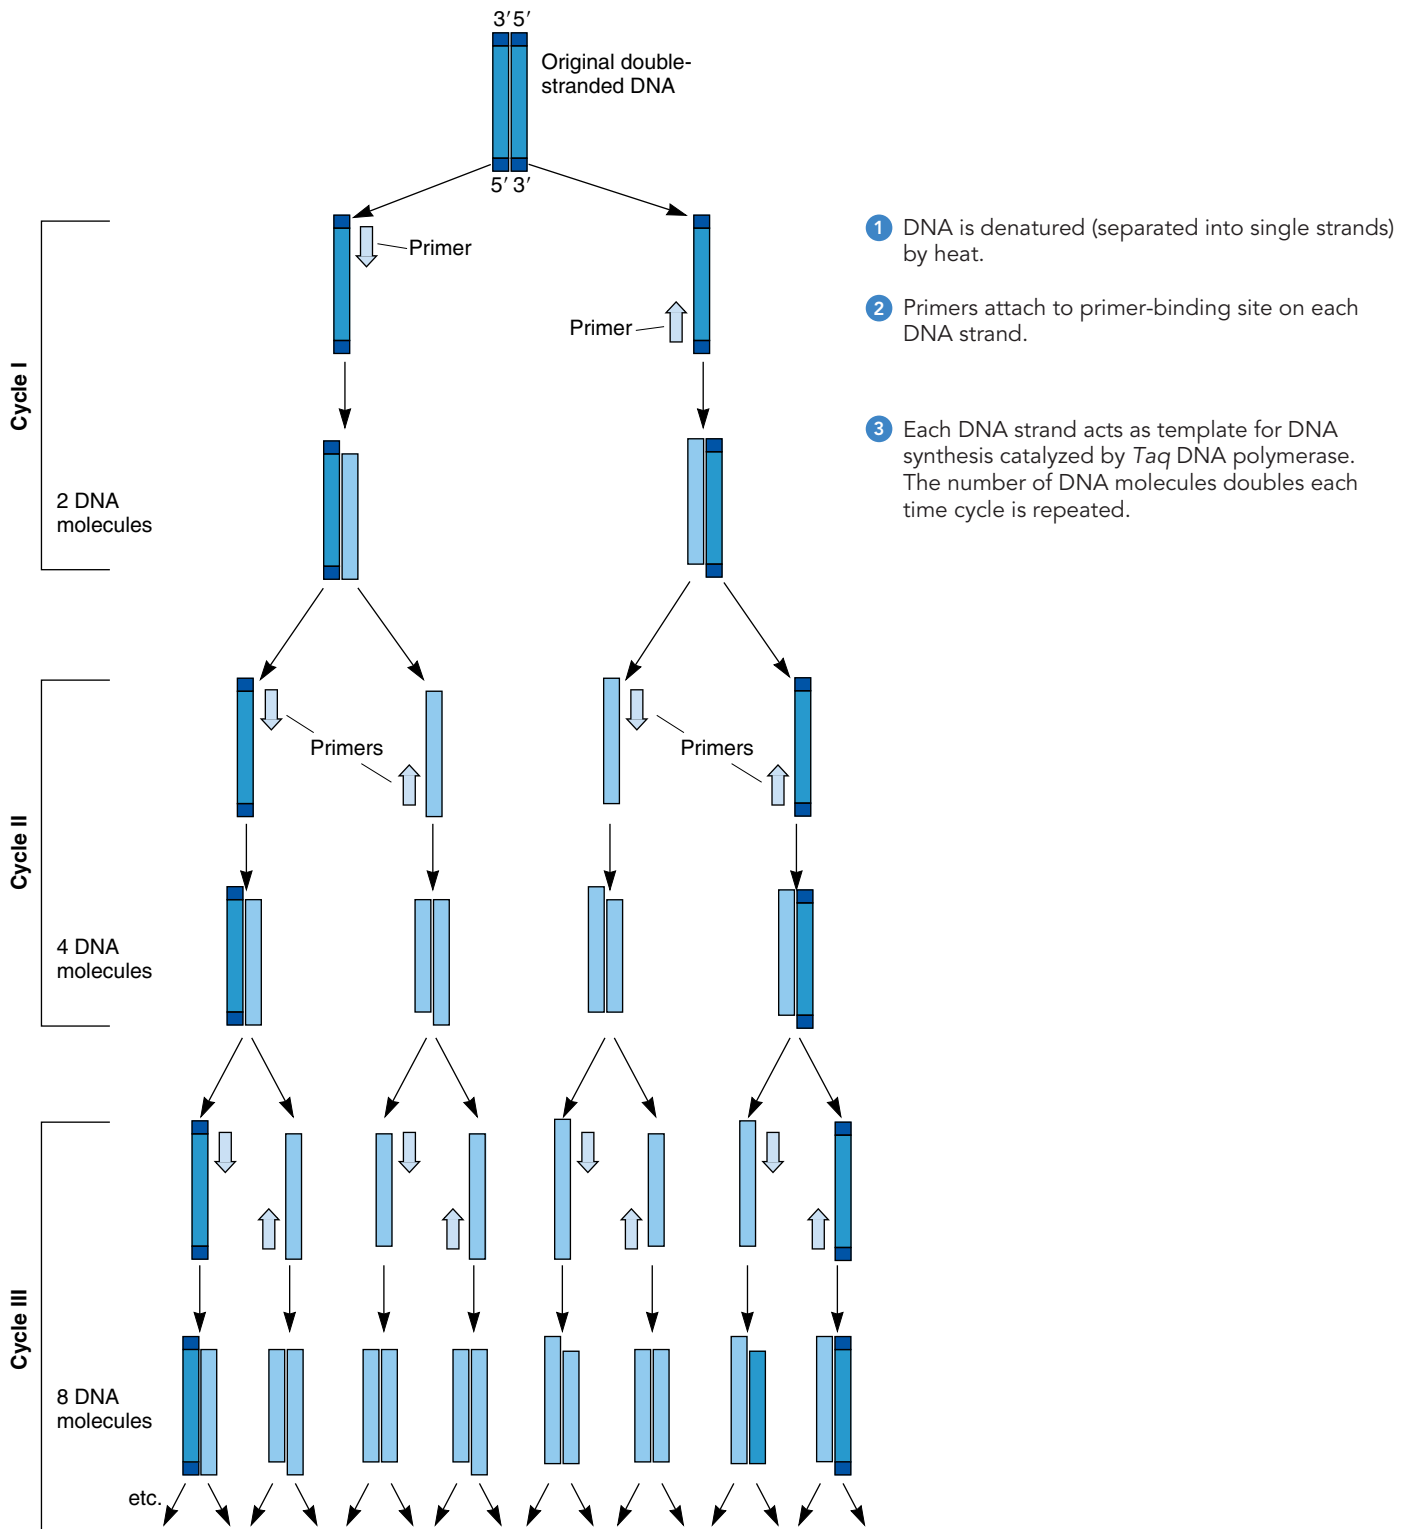 3′ 5′
Original double-
stranded DNA
5′ 3′
Cycle I
Primer
Primer
2 DNA
molecules
1 DNA is denatured (separated into single strands)
by heat.
2 Primers attach to primer-binding site on each
DNA strand.
3 Each DNA strand acts as template for DNA
synthesis catalyzed by Taq DNA polymerase.
The number of DNA molecules doubles each
time cycle is repeated.
Cycle II
Primers
Primers
4 DNA
molecules
Cycle III
8 DNA
molecules
etc.